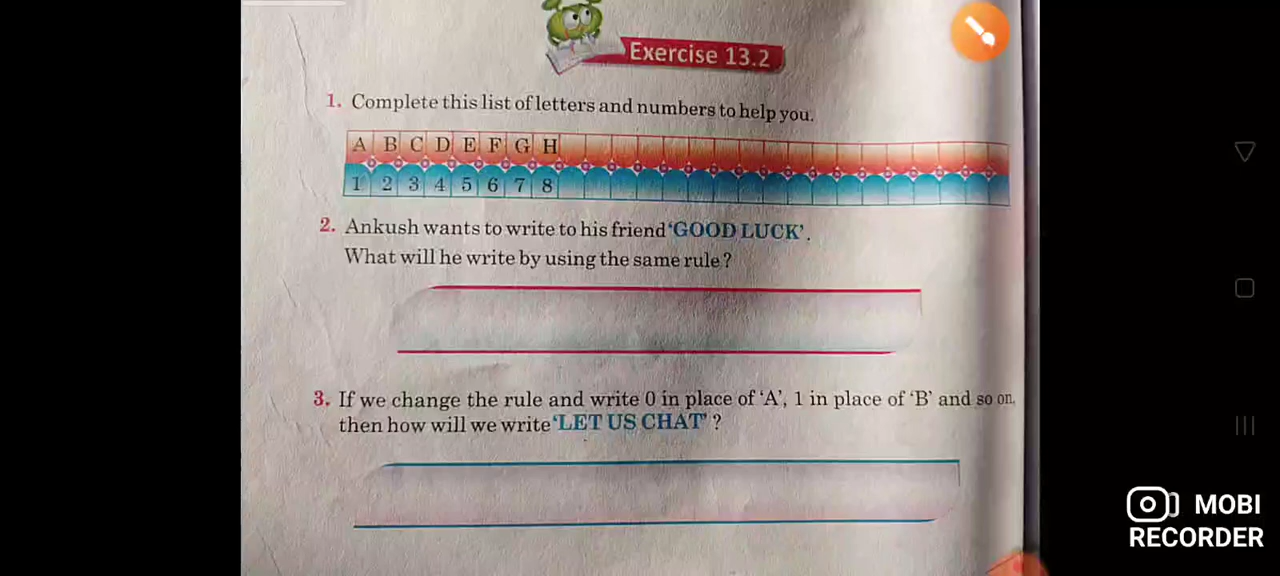 Exercise 13.2
1. Complete this list of letters and numbers to help you.
A B C D E F G H
1 2 3 4 5 6 7 8
2. Ankush wants to write to his friend 'GOOD LUCK'.
What will he write by using the same rule?
3. If we change the rule and write 0 in place of 'A', 1 in place of 'B' and so on,
then how will we write 'LET US CHAT' ?
MOBI
RECORDER